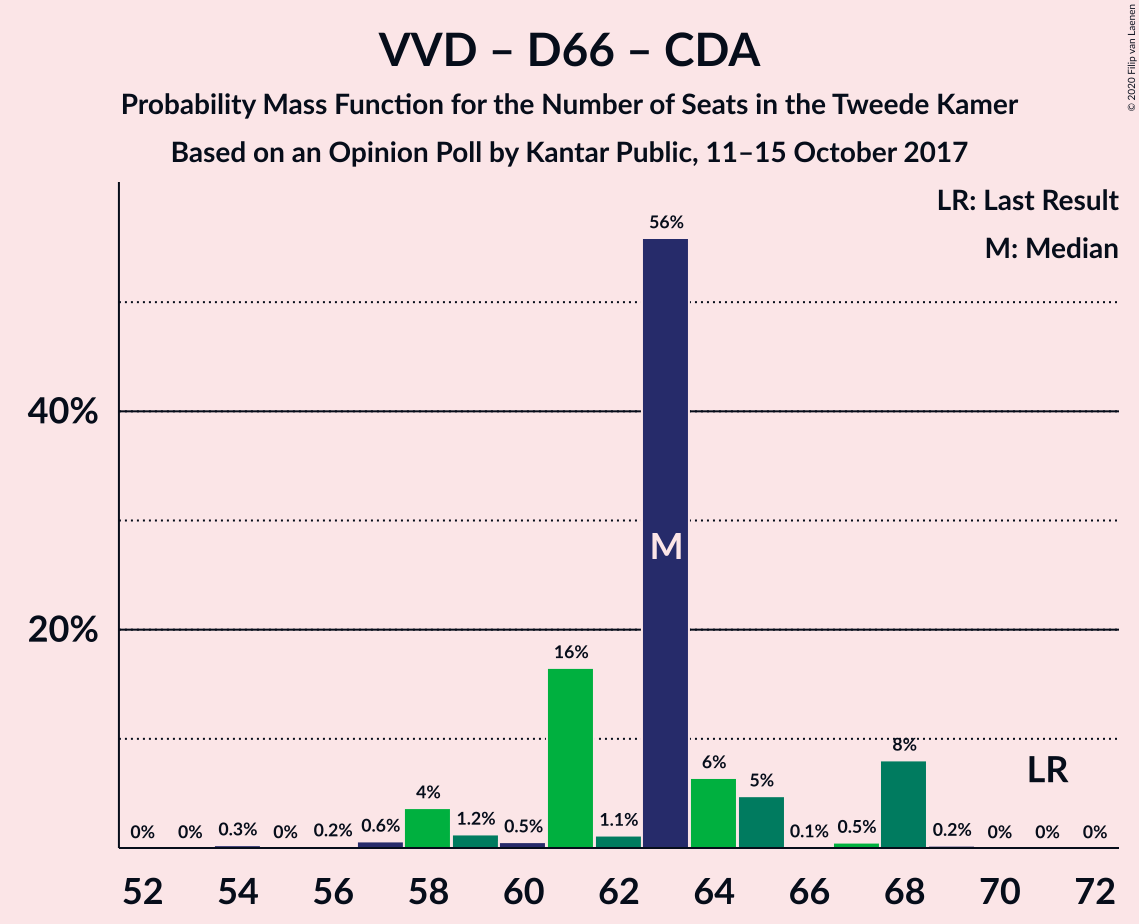 VVD – D66 – CDA
Probability Mass Function for the Number of Seats in the Tweede Kamer
Based on an Opinion Poll by Kantar Public, 11–15 October 2017
© 2020 Filip van Laenen
LR: Last Result
M: Median
56%
40%
M
20%
16%
8%
6%
LR
5%
4%
0% 0% 0.3% 0% 0.2% 0.6% 1.2% 0.5% 1.1% 0.1% 0.5% 0.2% 0% 0% 0%
52 54 56 58 60 62 64 66 68 70 72